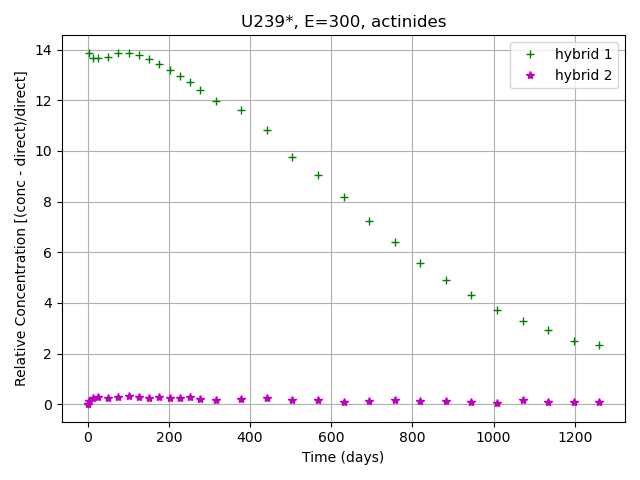 U239*, E=300, actinides
hybrid 1
hybrid 2
Relative Concentration [(conc - direct)/direct]
14
12
10
8
6
4
2
0
0 200 400 600 800 1000 1200
Time (days)